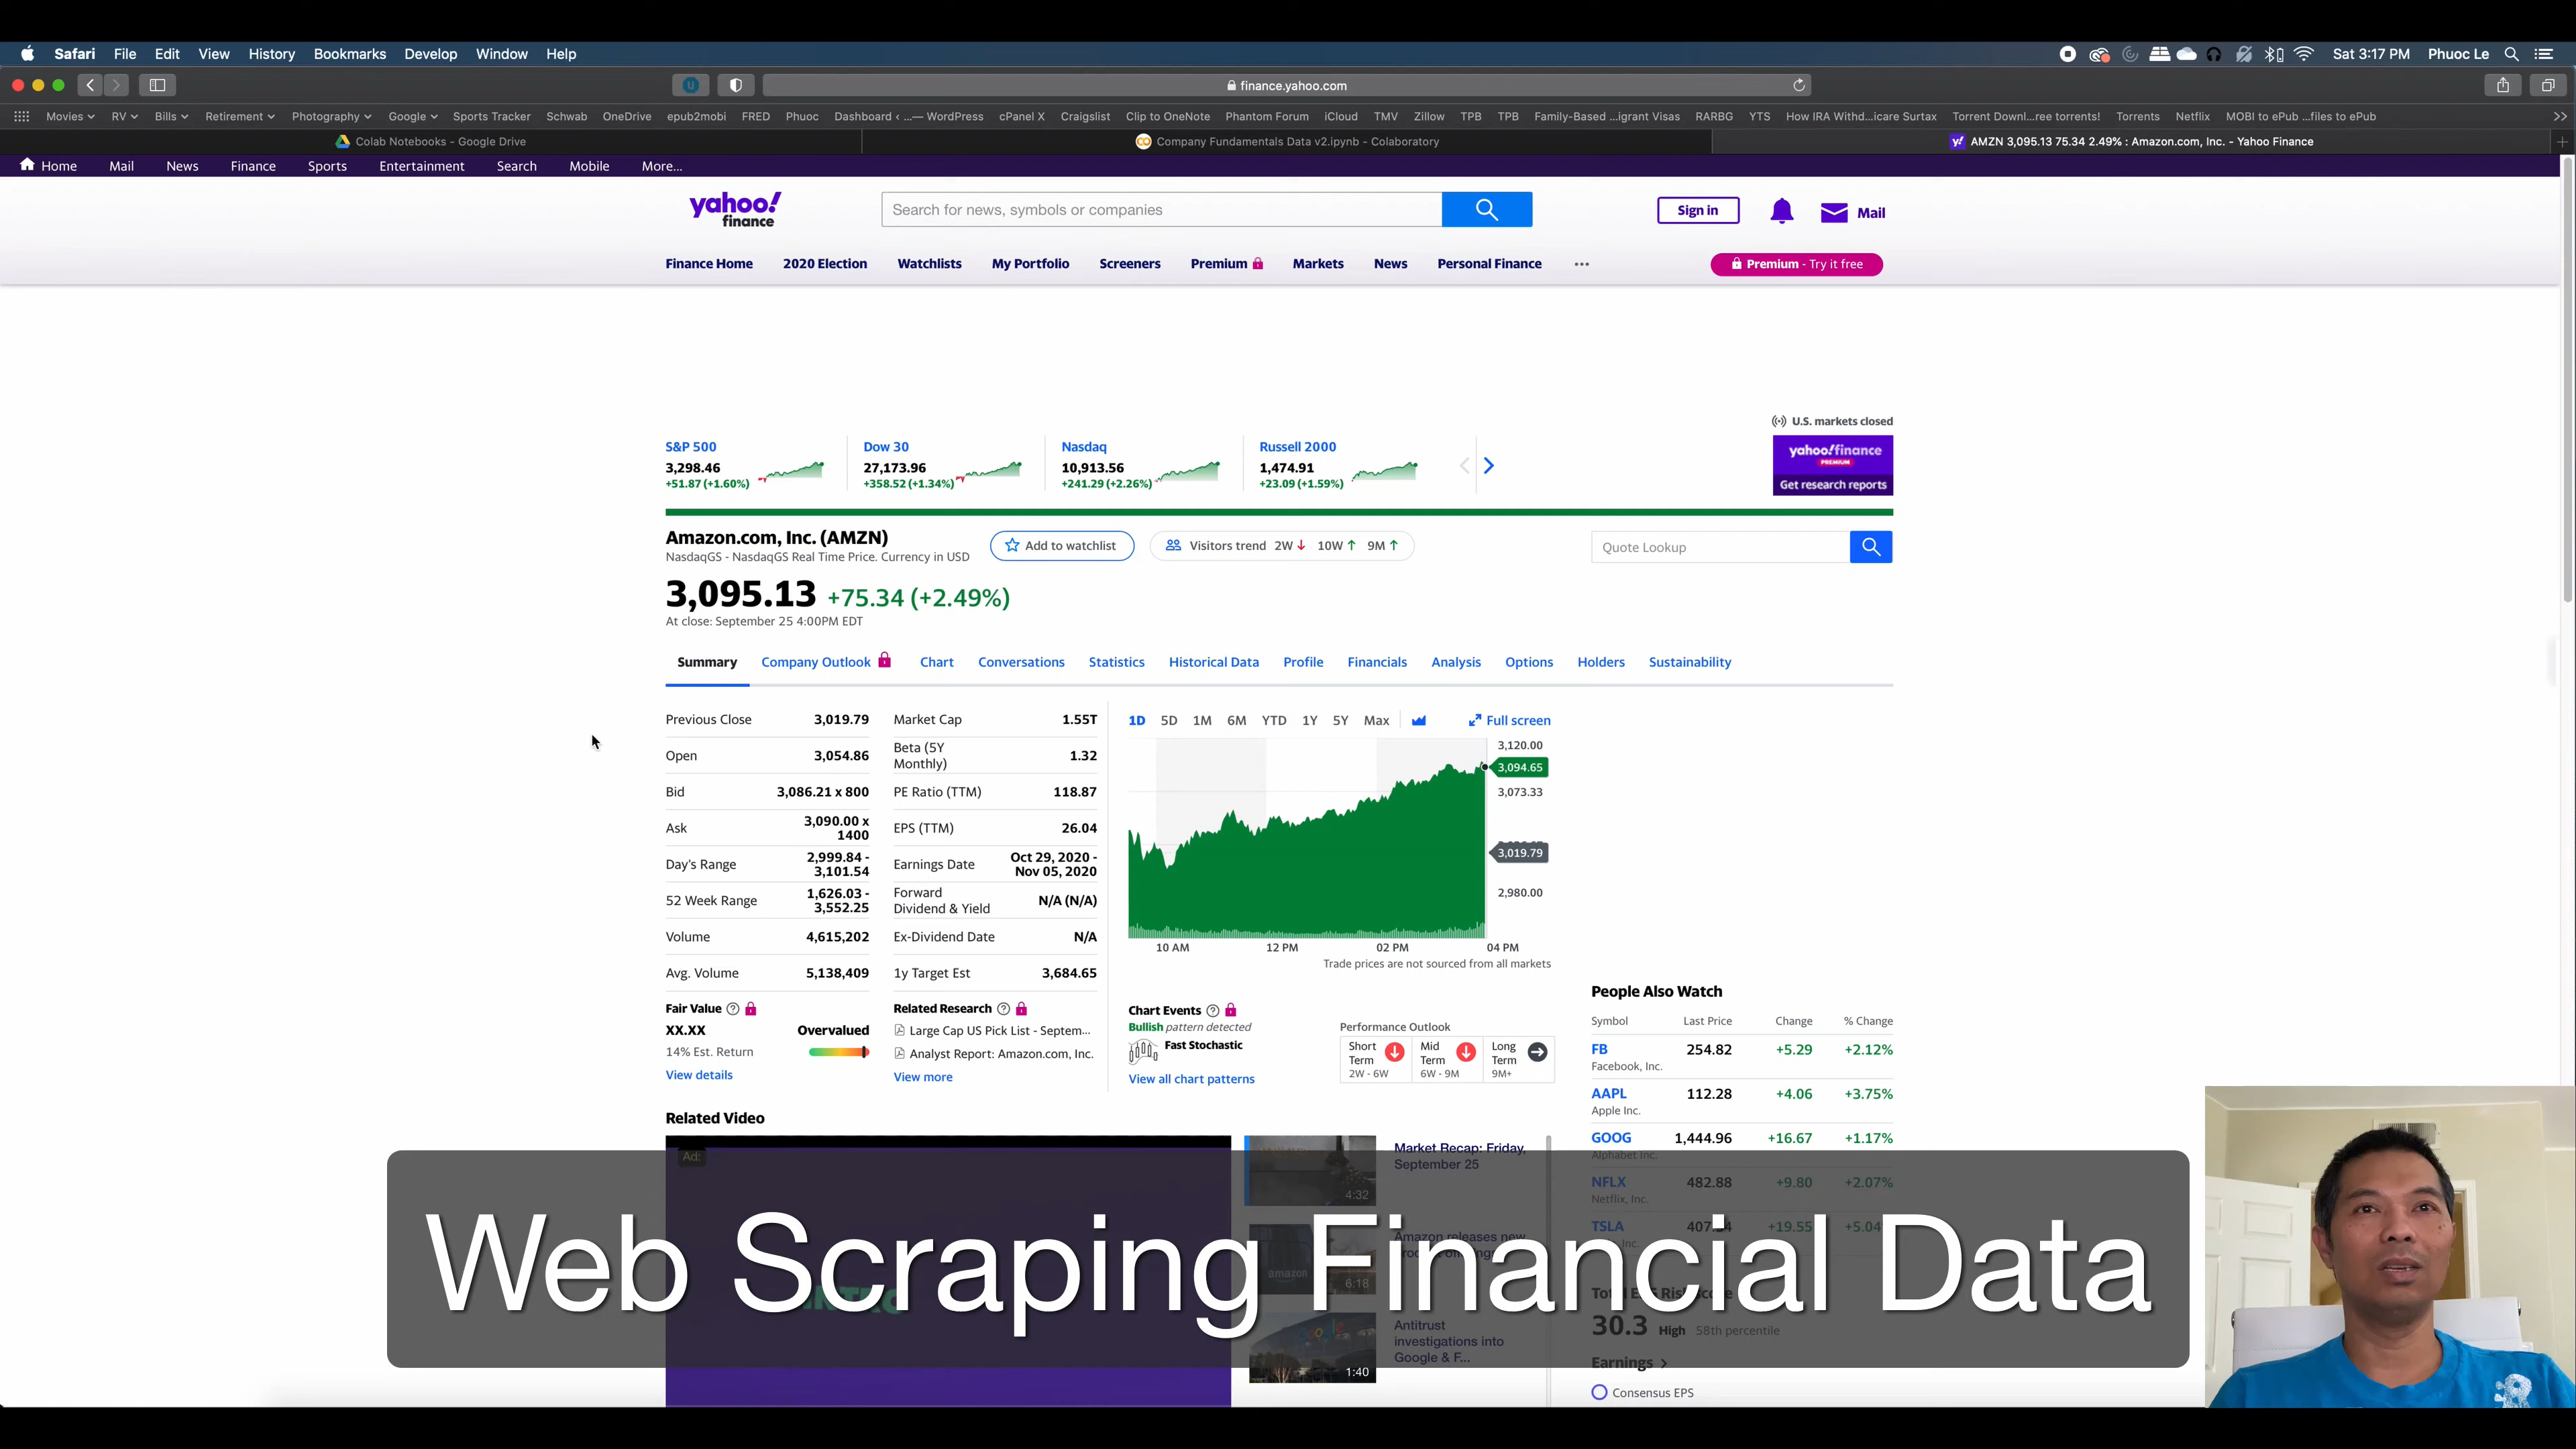 Safari File Edit View History Bookmarks Develop Window Help Sat 3:17 PM Phuoc Le
finance.yahoo.com
Movies RV Bills Retirement Photography Google Sports Tracker Schwab OneDrive epub2mobi FRED Phuoc Dashboard ‹ ...— WordPress cPanel X Craigslist Clip to OneNote Phantom Forum iCloud TMV Zillow TPB TPB Family-Based ...igrant Visas RARBG YTS How IRA Withd...icare Surtax Torrent Downl...ree torrents! Torrents Netflix MOBI to ePub ...files to ePub
Colab Notebooks - Google Drive Company Fundamentals Data v2.ipynb - Colaboratory AMZN 3,095.13 75.34 2.49% : Amazon.com, Inc. - Yahoo Finance
Home Mail News Finance Sports Entertainment Search Mobile More...
yahoo!
finance
Search for news, symbols or companies
Sign in Mail
Finance Home 2020 Election Watchlists My Portfolio Screeners Premium Markets News Personal Finance ••• Premium - Try it free
U.S. markets closed
S&P 500
3,298.46
+51.87 (+1.60%)
Dow 30
27,173.96
+358.52 (+1.34%)
Nasdaq
10,913.56
+241.29 (+2.26%)
Russell 2000
1,474.91
+23.09 (+1.59%)
yahoo!finance
PREMIUM
Get research reports
Amazon.com, Inc. (AMZN)
NasdaqGS - NasdaqGS Real Time Price. Currency in USD
Add to watchlist
Visitors trend 2W 10W 9M
Quote Lookup
3,095.13 +75.34 (+2.49%)
At close: September 25 4:00PM EDT
Summary Company Outlook Chart Conversations Statistics Historical Data Profile Financials Analysis Options Holders Sustainability
Previous Close 3,019.79
Open 3,054.86
Bid 3,086.21 x 800
Ask 3,090.00 x
1400
Day's Range 2,999.84 -
3,101.54
52 Week Range 1,626.03 -
3,552.25
Volume 4,615,202
Avg. Volume 5,138,409
Market Cap 1.55T
Beta (5Y
Monthly) 1.32
PE Ratio (TTM) 118.87
EPS (TTM) 26.04
Earnings Date Oct 29, 2020 -
Nov 05, 2020
Forward
Dividend & Yield N/A (N/A)
Ex-Dividend Date N/A
1y Target Est 3,684.65
1D 5D 1M 6M YTD 1Y 5Y Max Full screen
3,120.00
3,094.65
3,073.33
3,019.79
2,980.00
10 AM 12 PM 02 PM 04 PM
Trade prices are not sourced from all markets
Fair Value
XX.XX Overvalued
14% Est. Return
View details
Related Research
Large Cap US Pick List - Septem...
Analyst Report: Amazon.com, Inc.
View more
Chart Events
Bullish pattern detected
Fast Stochastic
View all chart patterns
Performance Outlook
Short
Term
2W - 6W
Mid
Term
6W - 9M
Long
Term
9M+
People Also Watch
Symbol Last Price Change % Change
FB 254.82 +5.29 +2.12%
Facebook, Inc.
AAPL 112.28 +4.06 +3.75%
Apple Inc.
GOOG 1,444.96 +16.67 +1.17%
Alphabet Inc.
NFLX 482.88 +9.80 +2.07%
Netflix, Inc.
TSLA +19.55
Related Video
Ad:
Market Recap: Friday,
September 25
4:32
Amazon releases new
amazon
6:18
Antitrust
investigations into
Google & F...
1:40
Web Scraping Financial Data
30.3 High 58th percentile
Earnings
Consensus EPS